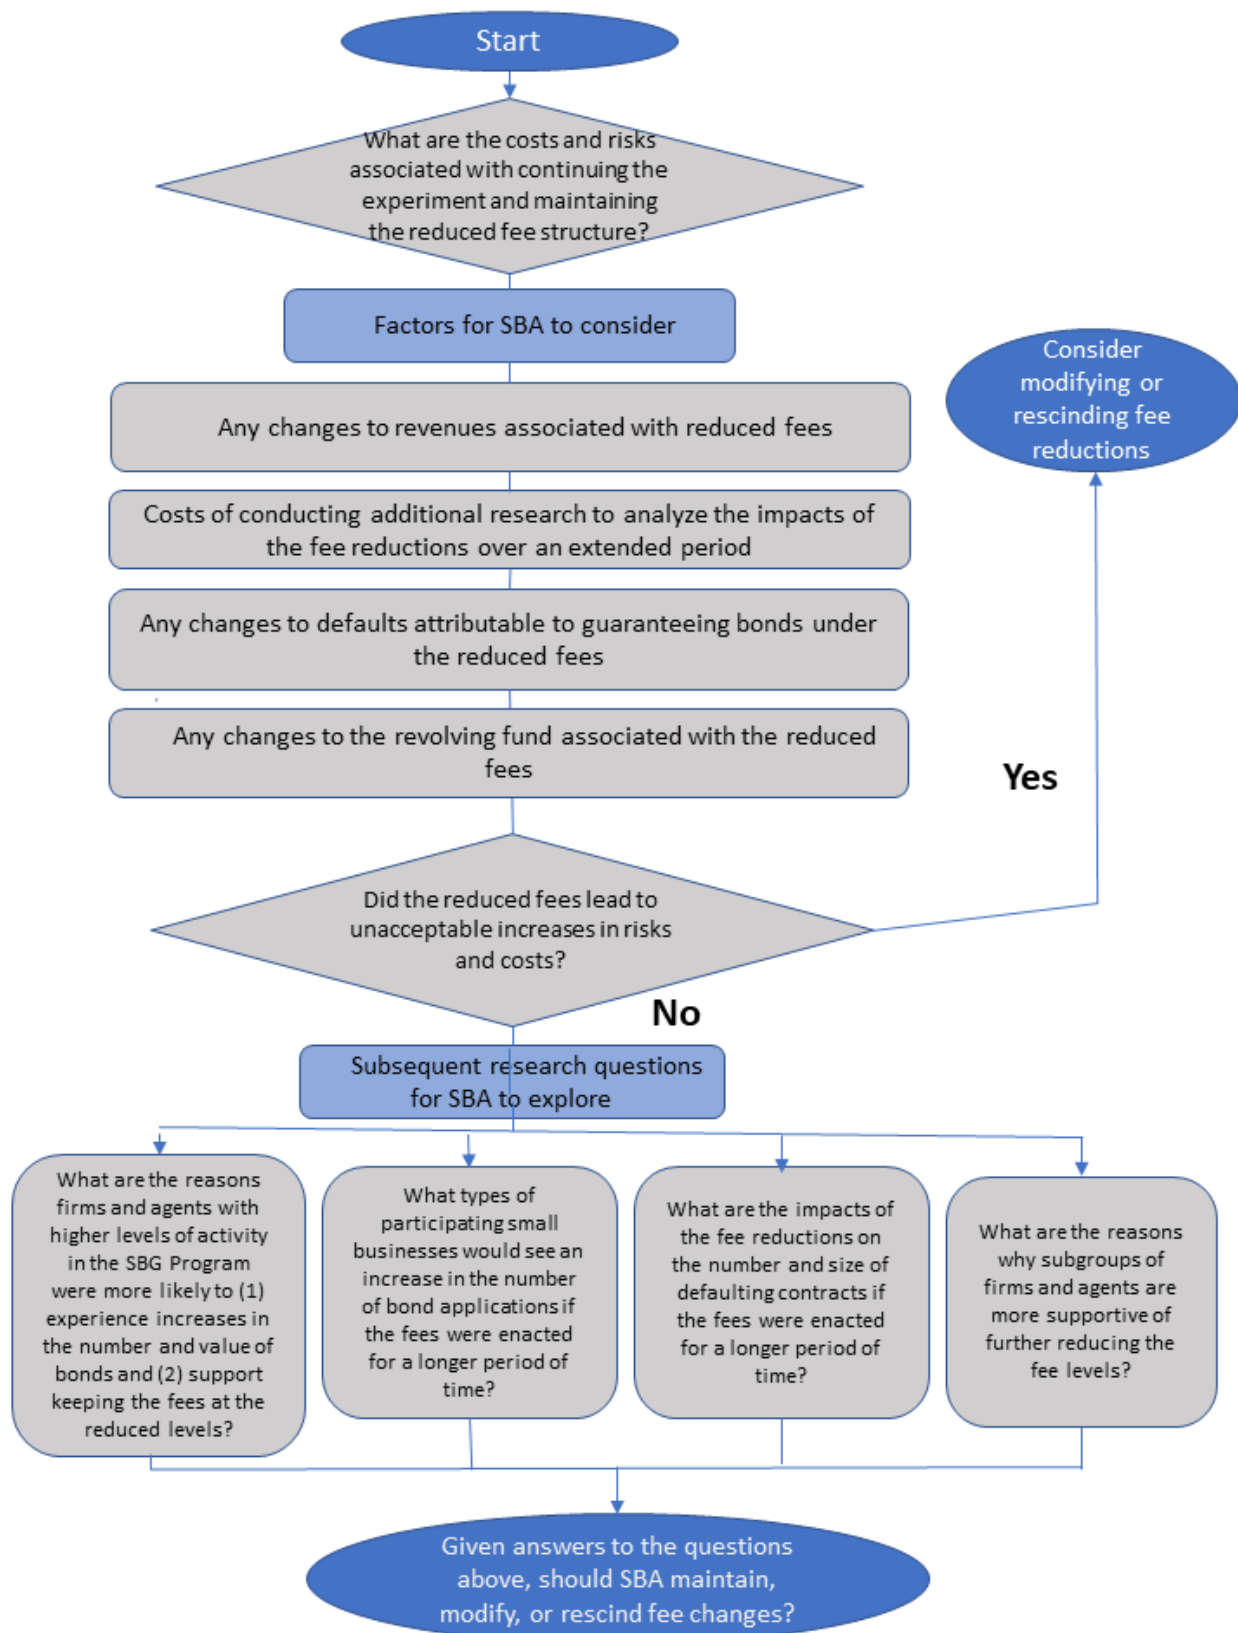 Start
What are the costs and risks
associated with continuing the
experiment and maintaining
the reduced fee structure?
Factors for SBA to consider
Consider
modifying or
rescinding fee
reductions
Any changes to revenues associated with reduced fees
Costs of conducting additional research to analyze the impacts of
the fee reductions over an extended period
Any changes to defaults attributable to guaranteeing bonds under
the reduced fees
Any changes to the revolving fund associated with the reduced
fees
Yes
Did the reduced fees lead to
unacceptable increases in risks
and costs?
No
Subsequent research questions
for SBA to explore
What are the reasons
firms and agents with
higher levels of activity
in the SBG Program
were more likely to (1)
experience increases in
the number and value of
bonds and (2) support
keeping the fees at the
reduced levels?
What types of
participating small
businesses would see an
increase in the number
of bond applications if
the fees were enacted
for a longer period of
time?
What are the impacts of
the fee reductions on
the number and size of
defaulting contracts if
the fees were enacted
for a longer period of
time?
What are the reasons
why subgroups of
firms and agents are
more supportive of
further reducing the
fee levels?
Given answers to the questions
above, should SBA maintain,
modify, or rescind fee changes?